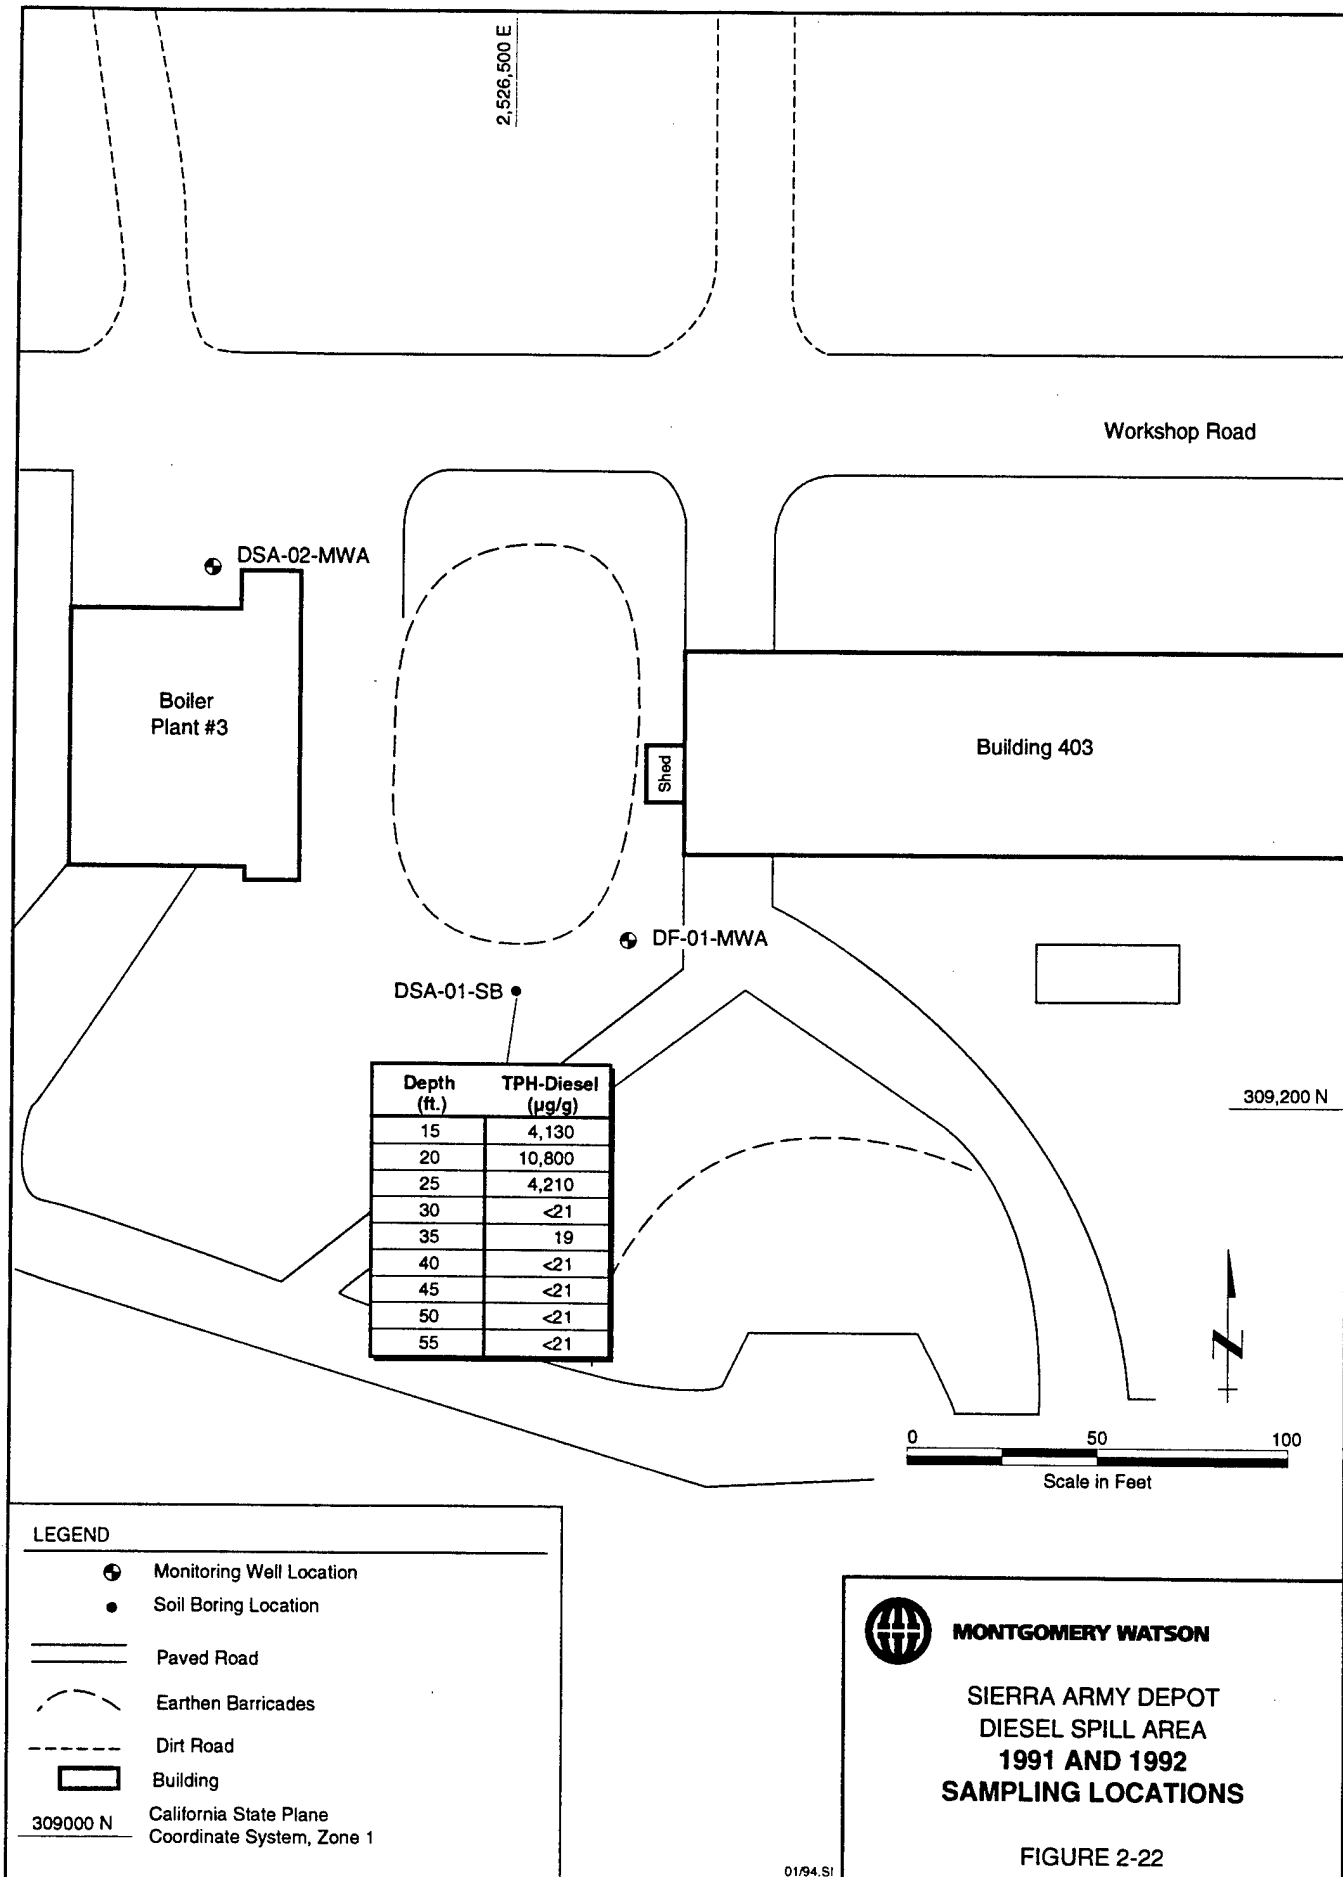 2,526,500 E
Workshop Road
DSA-02-MWA
Boiler
Plant #3
Shed
Building 403
DF-01-MWA
DSA-01-SB
Depth TPH-Diesel
(ft.) (µg/g)
15 4,130
20 10,800
25 4,210
30 <21
35 19
40 <21
45 <21
50 <21
55 <21
309,200 N
N
0 50 100
Scale in Feet
LEGEND
Monitoring Well Location
Soil Boring Location
Paved Road
Earthen Barricades
Dirt Road
Building
309000 N California State Plane
Coordinate System, Zone 1
MONTGOMERY WATSON
SIERRA ARMY DEPOT
DIESEL SPILL AREA
1991 AND 1992
SAMPLING LOCATIONS
FIGURE 2-22
01/94.SI